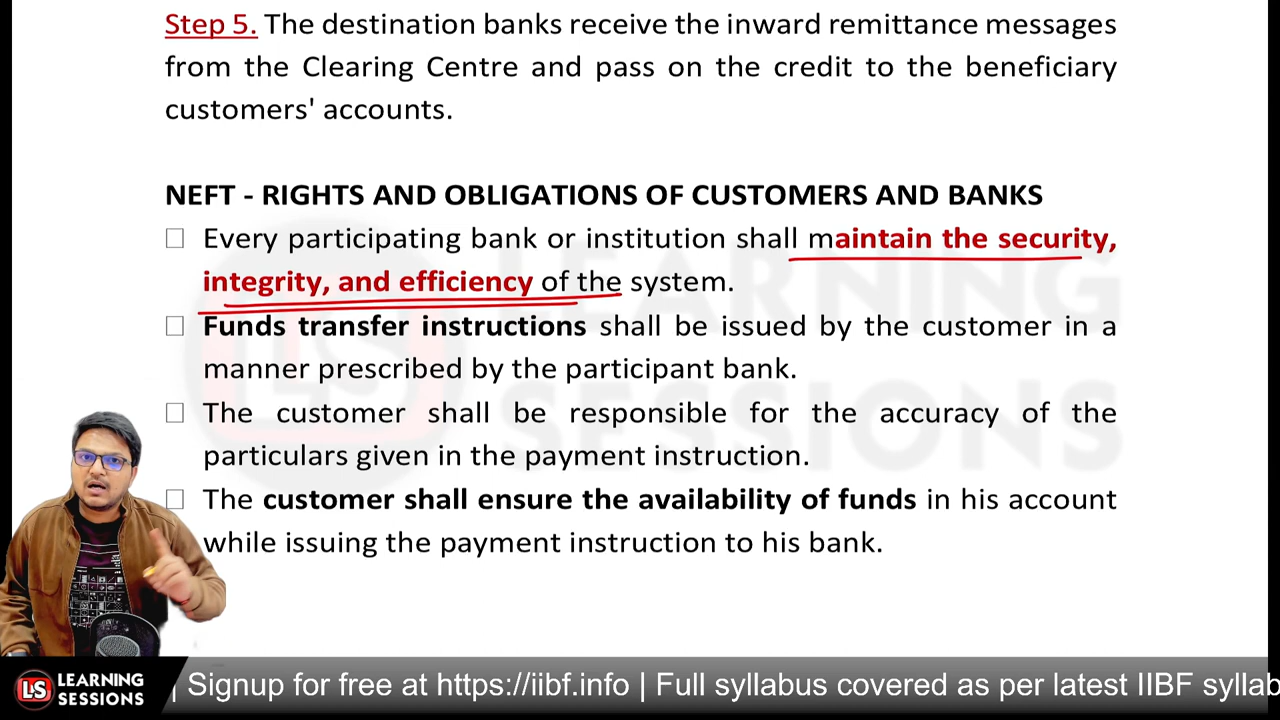 Step 5. The destination banks receive the inward remittance messages
from the Clearing Centre and pass on the credit to the beneficiary
customers' accounts.
NEFT - RIGHTS AND OBLIGATIONS OF CUSTOMERS AND BANKS
☐ Every participating bank or institution shall maintain the security,
integrity, and efficiency of the system.
☐ Funds transfer instructions shall be issued by the customer in a
manner prescribed by the participant bank.
☐ The customer shall be responsible for the accuracy of the
particulars given in the payment instruction.
☐ The customer shall ensure the availability of funds in his account
while issuing the payment instruction to his bank.
LS LEARNING
SESSIONS
LS LEARNING
SESSIONS
| Signup for free at https://iibf.info | Full syllabus covered as per latest IIBF syllab